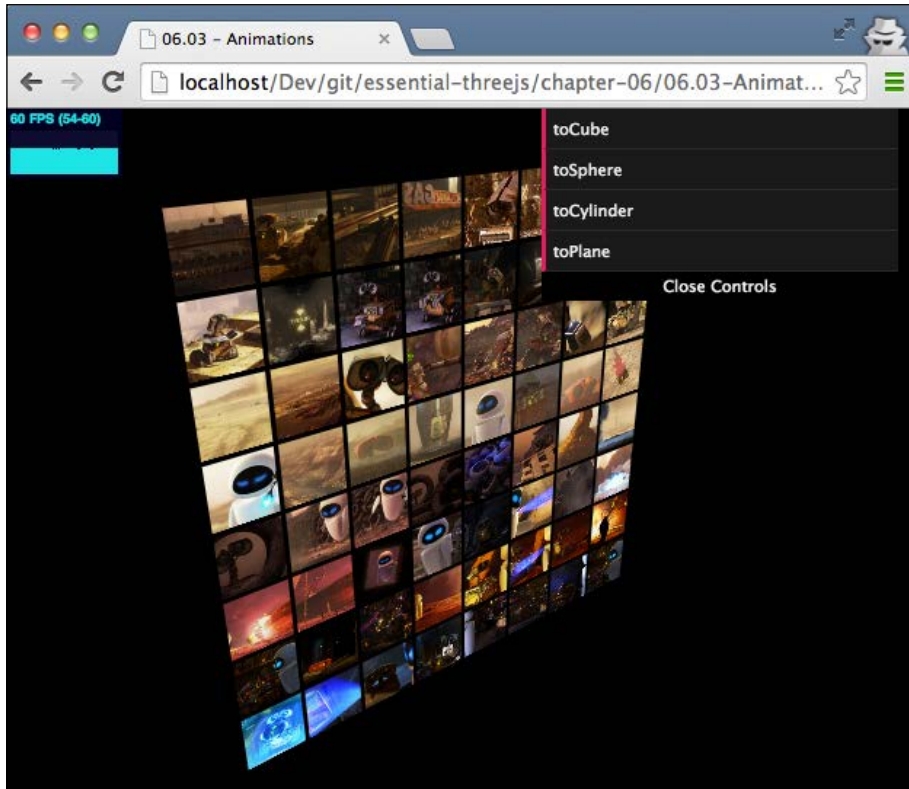 06.03 – Animations
localhost/Dev/git/essential-threejs/chapter-06/06.03-Animat...
60 FPS (54-60)
toCube
toSphere
toCylinder
toPlane
Close Controls